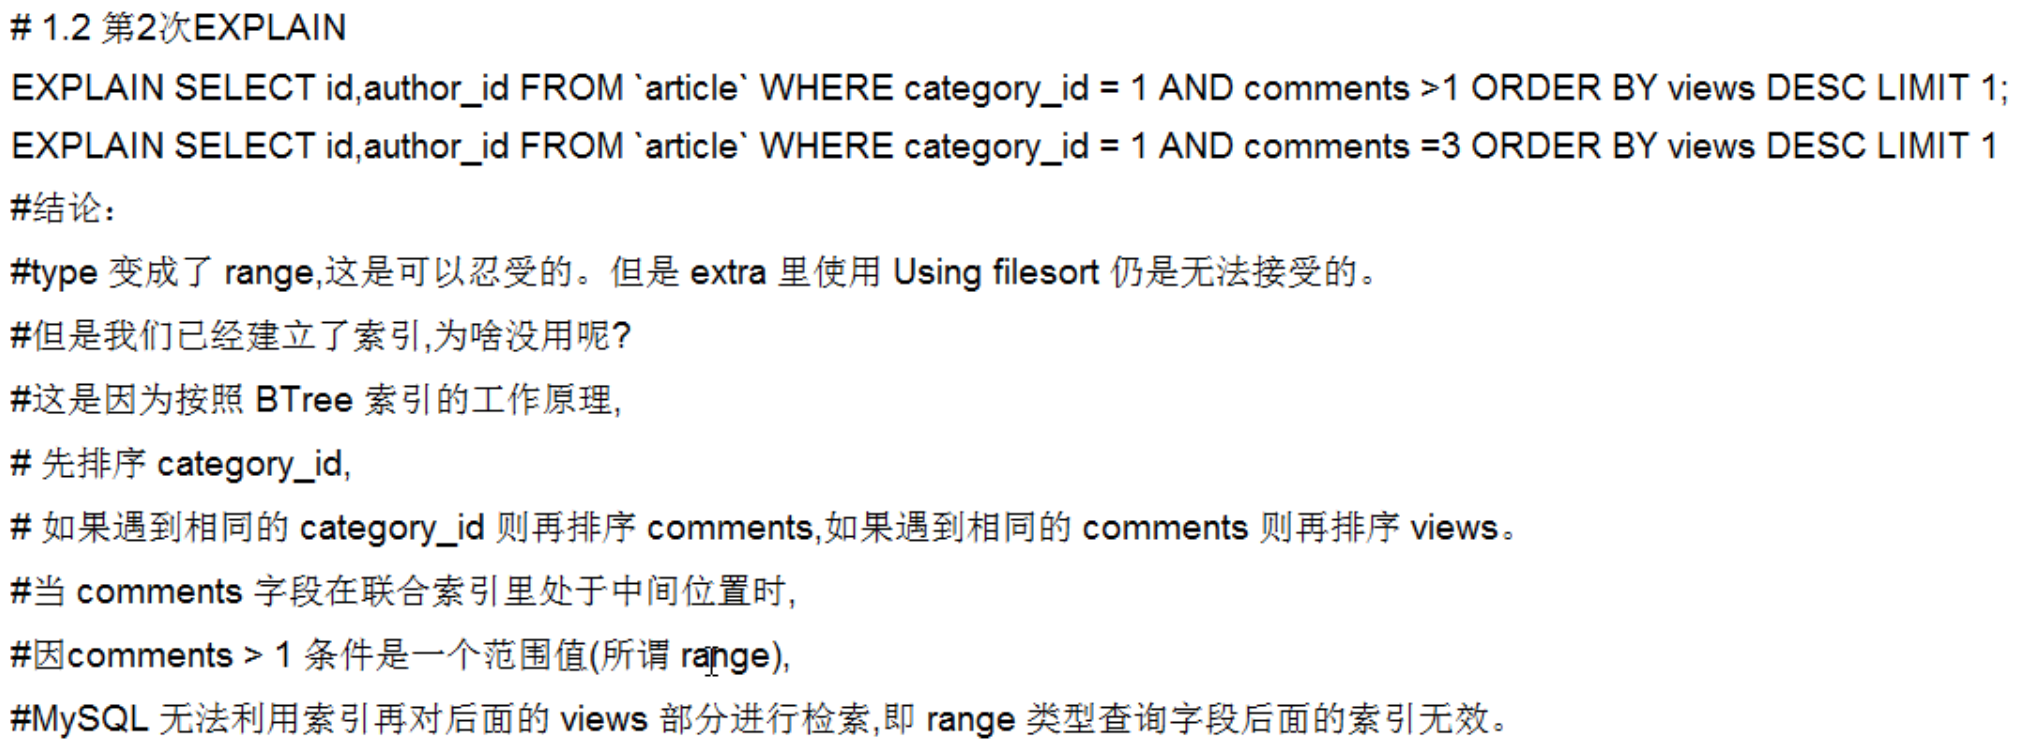 # 1.2 第2次EXPLAIN
EXPLAIN SELECT id,author_id FROM `article` WHERE category_id = 1 AND comments >1 ORDER BY views DESC LIMIT 1;
EXPLAIN SELECT id,author_id FROM `article` WHERE category_id = 1 AND comments =3 ORDER BY views DESC LIMIT 1
#结论：
#type 变成了 range,这是可以忍受的。但是 extra 里使用 Using filesort 仍是无法接受的。
#但是我们已经建立了索引,为啥没用呢?
#这是因为按照 BTree 索引的工作原理,
# 先排序 category_id,
# 如果遇到相同的 category_id 则再排序 comments,如果遇到相同的 comments 则再排序 views。
#当 comments 字段在联合索引里处于中间位置时,
#因comments > 1 条件是一个范围值(所谓 range),
#MySQL 无法利用索引再对后面的 views 部分进行检索,即 range 类型查询字段后面的索引无效。